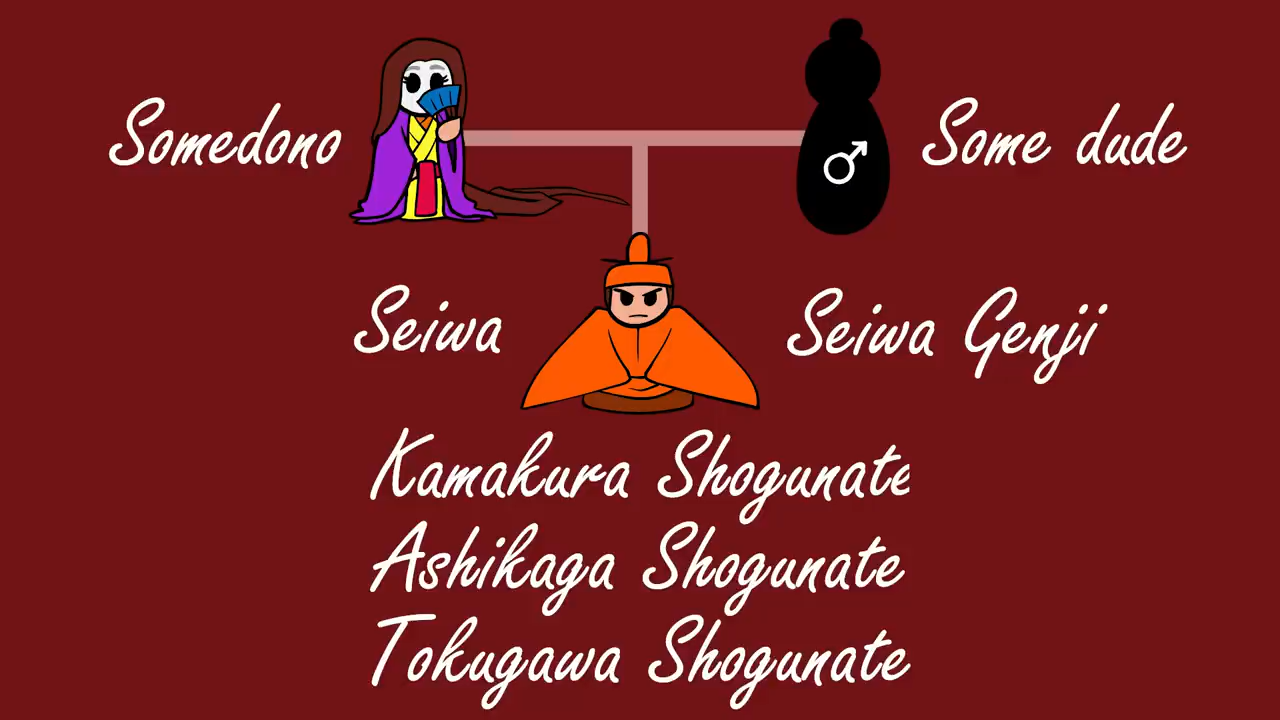 Somedono
Some dude
Seiwa
Seiwa Genji
Kamakura Shogunate
Ashikaga Shogunate
Tokugawa Shogunate